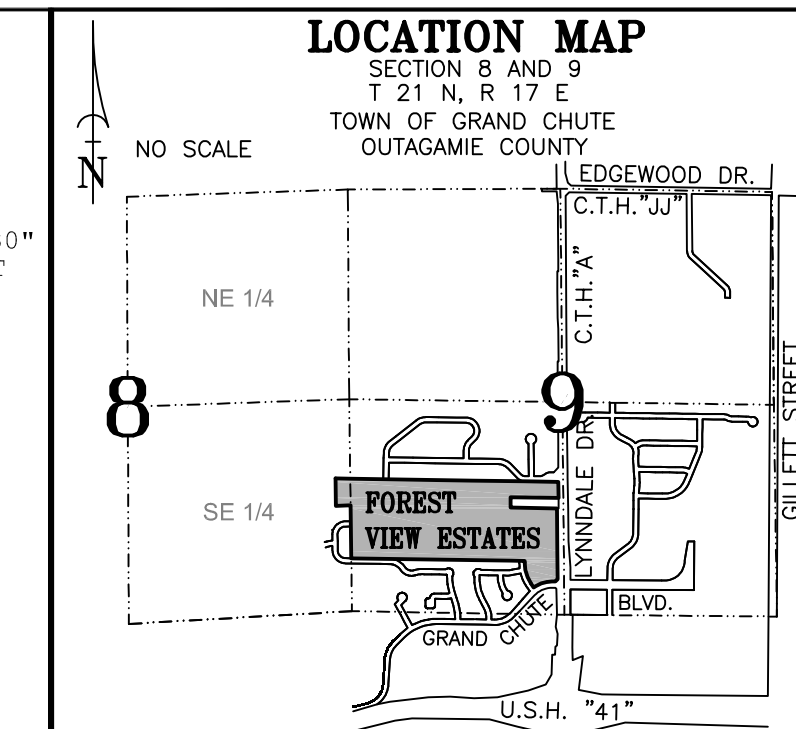 LOCATION MAP
SECTION 8 AND 9
T 21 N, R 17 E
TOWN OF GRAND CHUTE
OUTAGAMIE COUNTY
NO SCALE
N
EDGEWOOD DR.
C.T.H."JJ"
C.T.H."A"
NE 1/4
8
9
GILLETT STREET
LYNNDALE DR.
SE 1/4
FOREST
VIEW ESTATES
GRAND CHUTE
BLVD.
U.S.H. "41"
0"